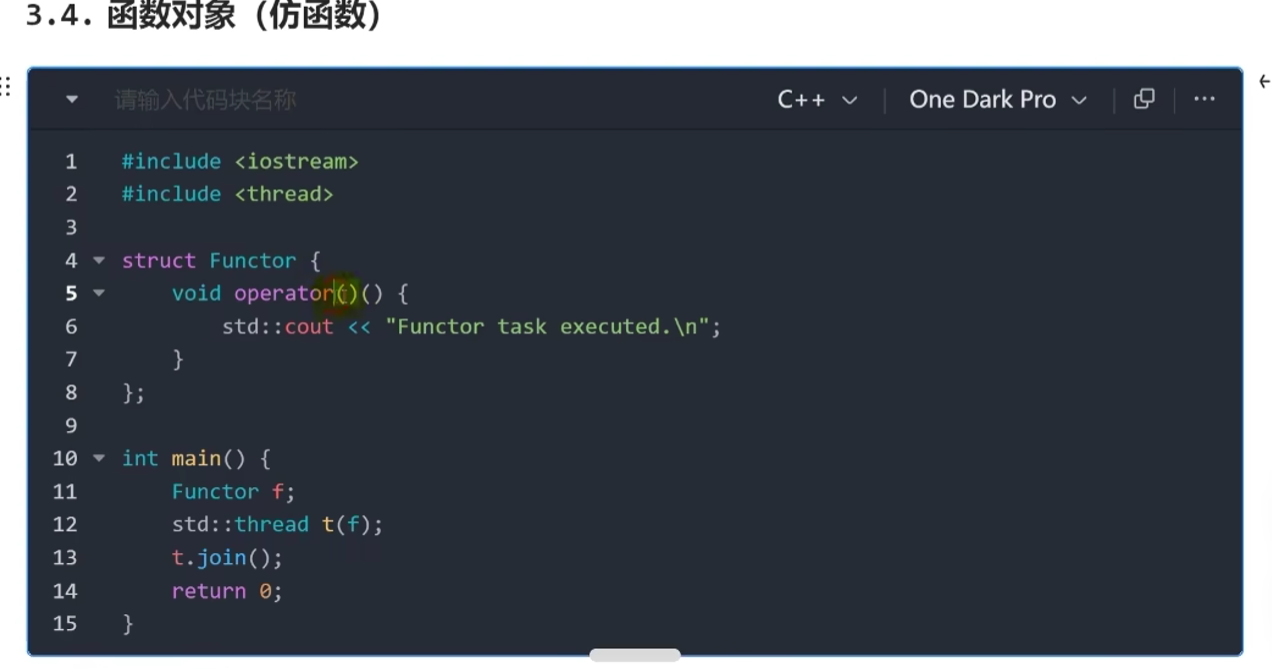 3.4. 函数对象（仿函数）
请输入代码块名称 C++ One Dark Pro ···
1 #include <iostream>
2 #include <thread>
3
4 struct Functor {
5     void operator()() {
6         std::cout << "Functor task executed.\n";
7     }
8 };
9
10 int main() {
11     Functor f;
12     std::thread t(f);
13     t.join();
14     return 0;
15 }